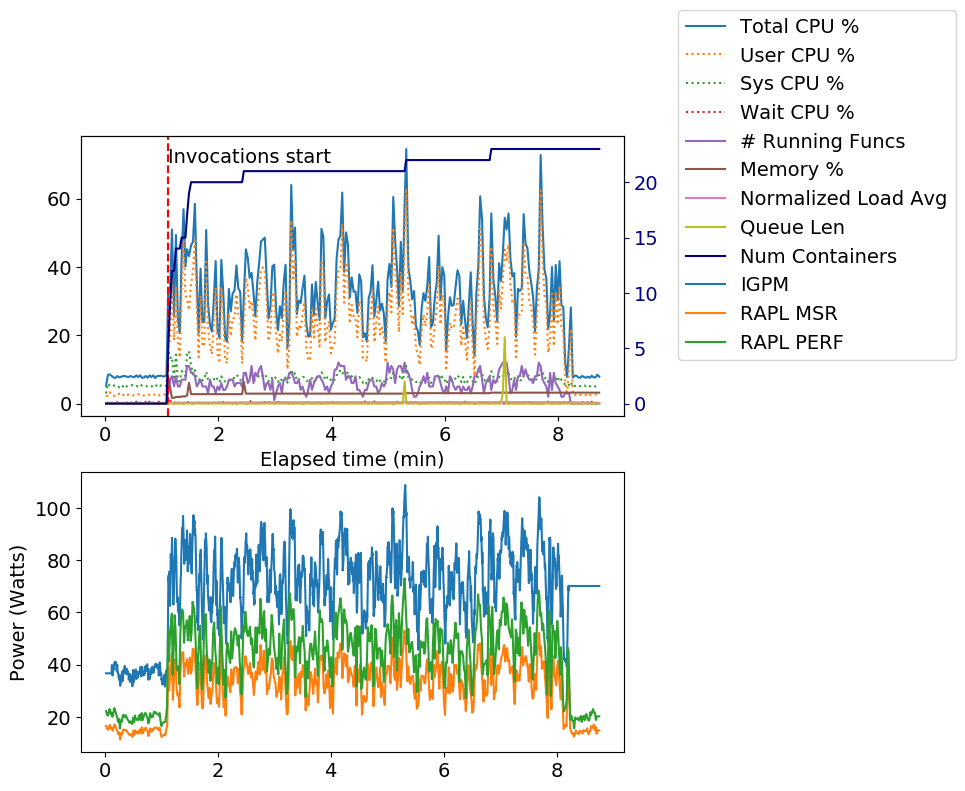 Total CPU %
User CPU %
Sys CPU %
Wait CPU %
# Running Funcs
Memory %
Normalized Load Avg
Queue Len
Num Containers
IGPM
RAPL MSR
RAPL PERF
Invocations start
60
40
20
0
20
15
10
5
0
0 2 4 6 8
Elapsed time (min)
Power (Watts)
100
80
60
40
20
0 2 4 6 8